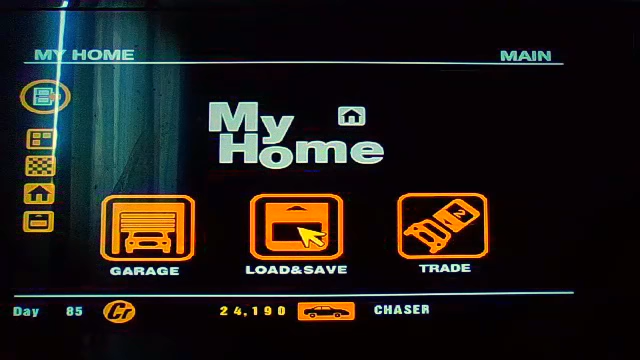 MY HOME MAIN
My Home
GARAGE LOAD&SAVE TRADE
Day 85 Cr 24,190 CHASER